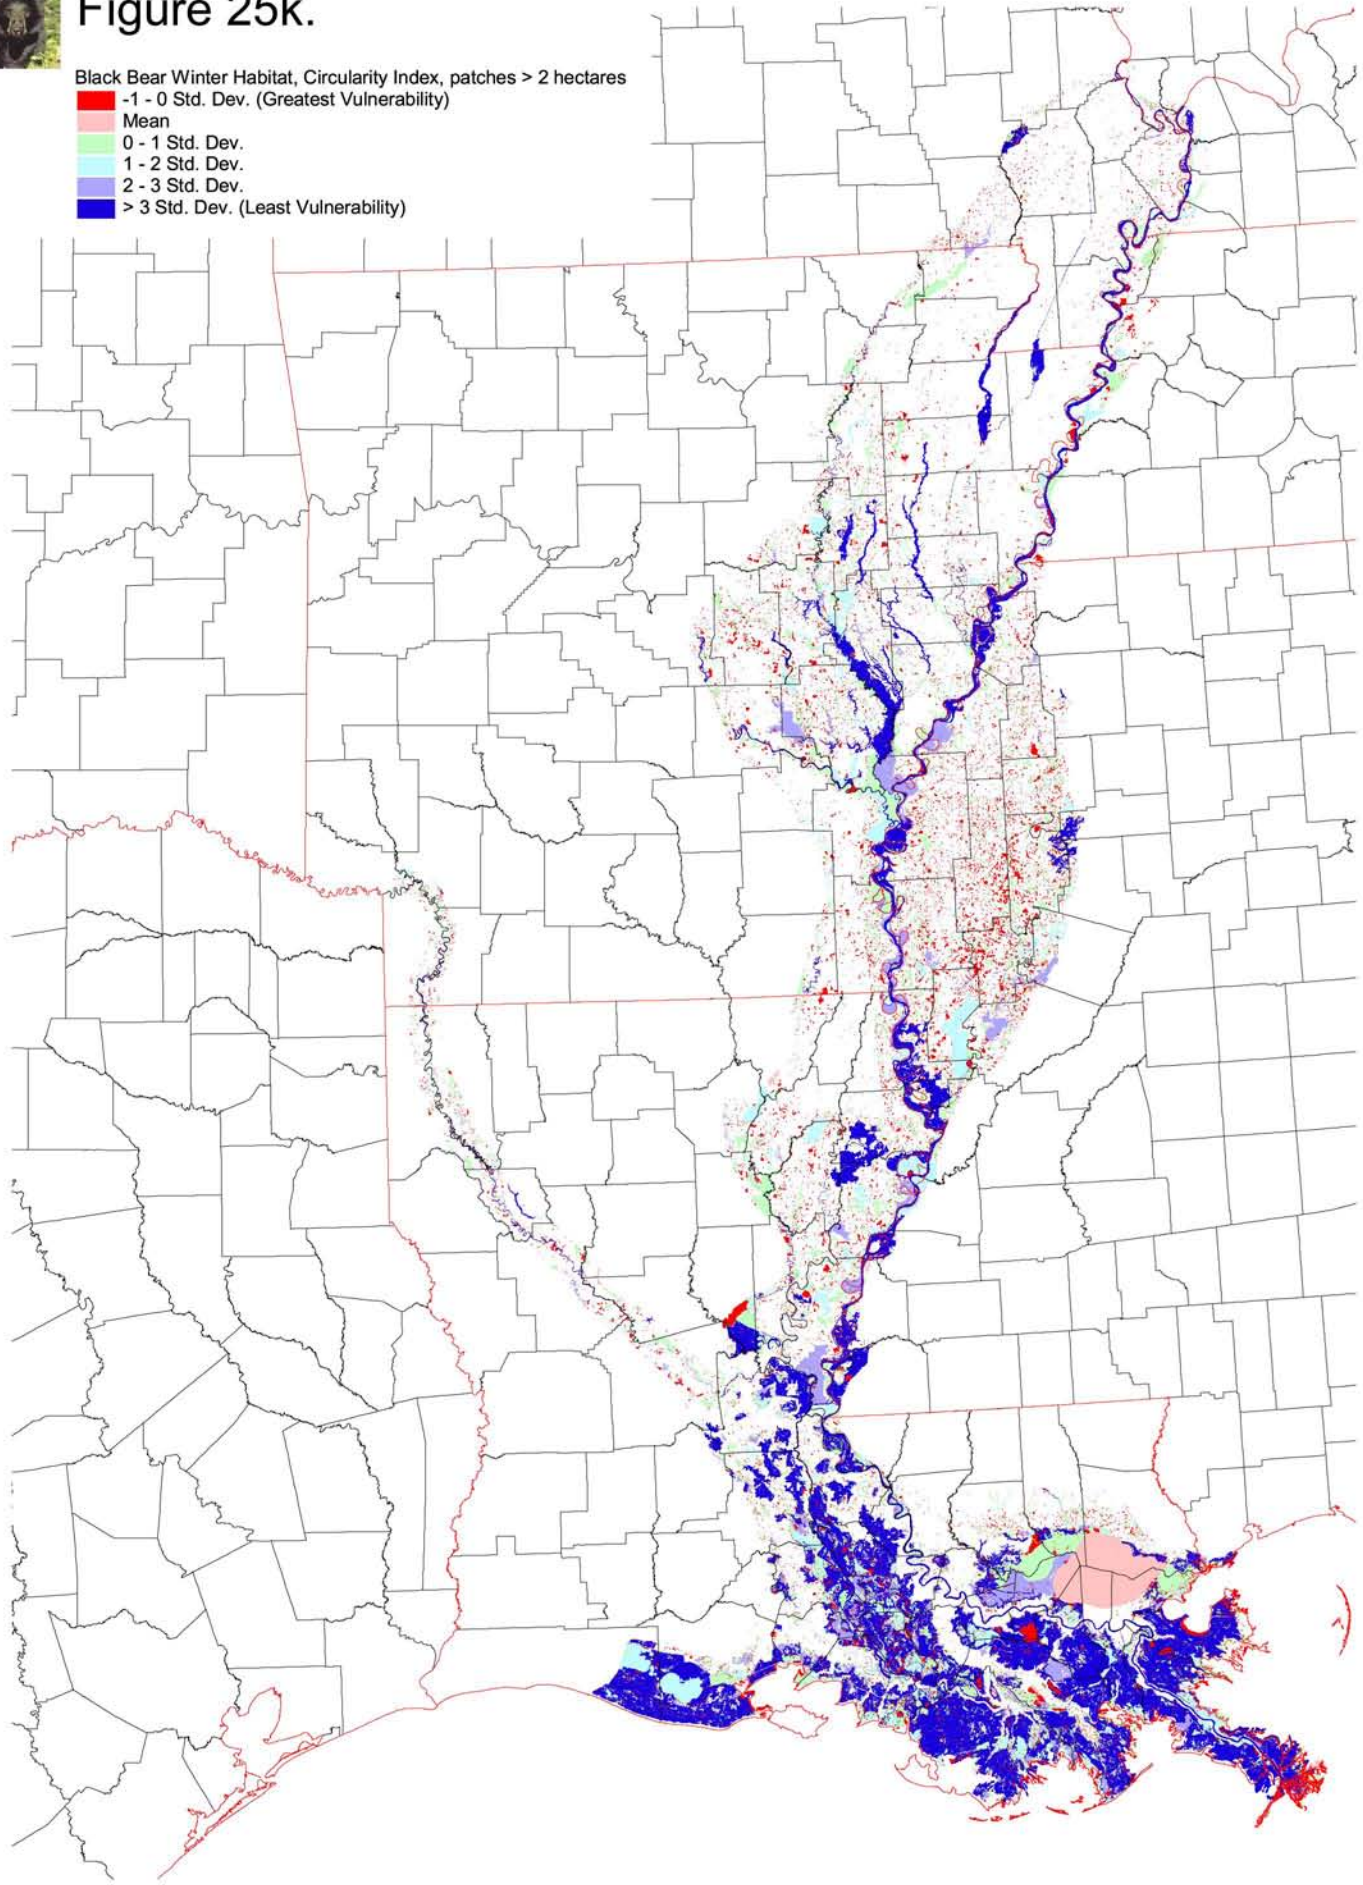 Figure 25k.
Black Bear Winter Habitat, Circularity Index, patches > 2 hectares
-1 - 0 Std. Dev. (Greatest Vulnerability)
Mean
0 - 1 Std. Dev.
1 - 2 Std. Dev.
2 - 3 Std. Dev.
> 3 Std. Dev. (Least Vulnerability)